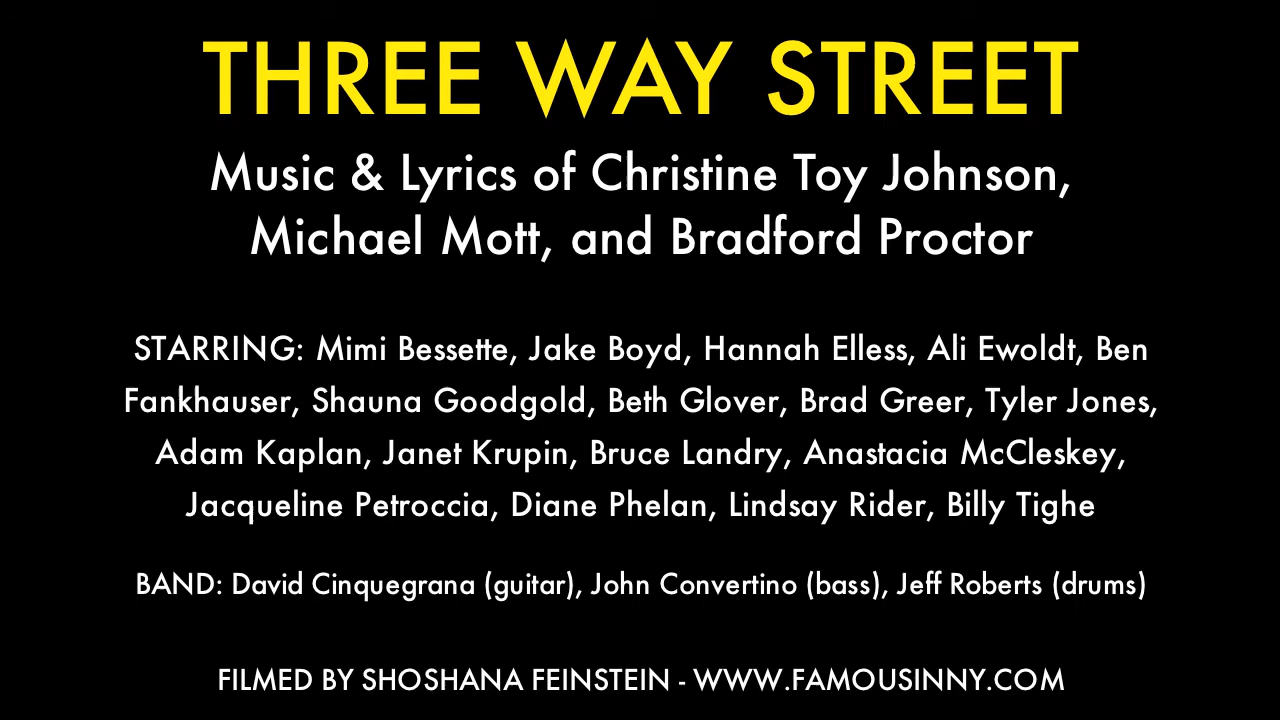 THREE WAY STREET
Music & Lyrics of Christine Toy Johnson,
Michael Mott, and Bradford Proctor
STARRING: Mimi Bessette, Jake Boyd, Hannah Elless, Ali Ewoldt, Ben
Fankhauser, Shauna Goodgold, Beth Glover, Brad Greer, Tyler Jones,
Adam Kaplan, Janet Krupin, Bruce Landry, Anastacia McCleskey,
Jacqueline Petroccia, Diane Phelan, Lindsay Rider, Billy Tighe
BAND: David Cinquegrana (guitar), John Convertino (bass), Jeff Roberts (drums)
FILMED BY SHOSHANA FEINSTEIN - WWW.FAMOUSINNY.COM